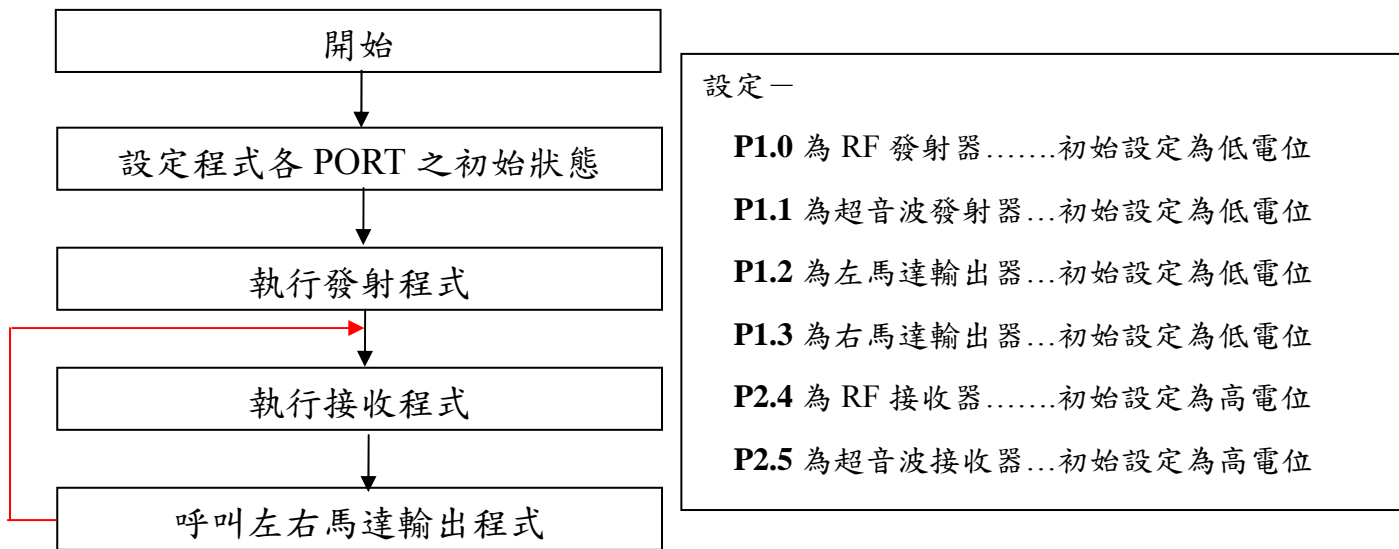 開始
設定程式各 PORT 之初始狀態
執行發射程式
執行接收程式
呼叫左右馬達輸出程式
設定－
P1.0 為 RF 發射器…….初始設定為低電位
P1.1 為超音波發射器…初始設定為低電位
P1.2 為左馬達輸出器…初始設定為低電位
P1.3 為右馬達輸出器…初始設定為低電位
P2.4 為 RF 接收器…….初始設定為高電位
P2.5 為超音波接收器…初始設定為高電位